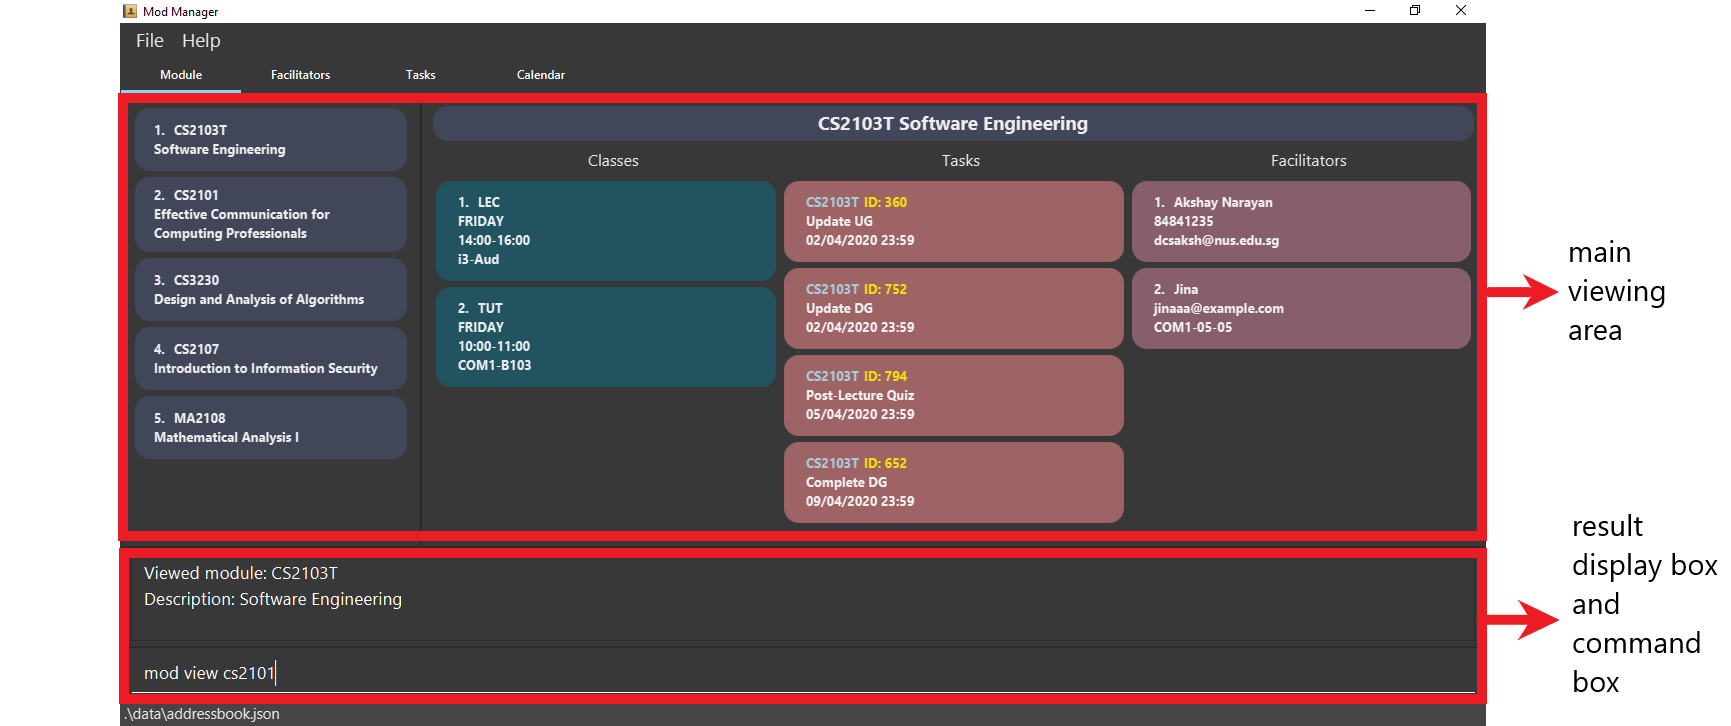 Mod Manager
File Help
Module Facilitators Tasks Calendar
1. CS2103T
Software Engineering
2. CS2101
Effective Communication for
Computing Professionals
3. CS3230
Design and Analysis of Algorithms
4. CS2107
Introduction to Information Security
5. MA2108
Mathematical Analysis I
CS2103T Software Engineering
Classes
1. LEC
FRIDAY
14:00-16:00
i3-Aud
2. TUT
FRIDAY
10:00-11:00
COM1-B103
Tasks
CS2103T ID: 360
Update UG
02/04/2020 23:59
CS2103T ID: 752
Update DG
02/04/2020 23:59
CS2103T ID: 794
Post-Lecture Quiz
05/04/2020 23:59
CS2103T ID: 652
Complete DG
09/04/2020 23:59
Facilitators
1. Akshay Narayan
84841235
dcsaksh@nus.edu.sg
2. Jina
jinaaa@example.com
COM1-05-05
main
viewing
area
Viewed module: CS2103T
Description: Software Engineering
mod view cs2101
result
display box
and
command
box
.\data\addressbook.json